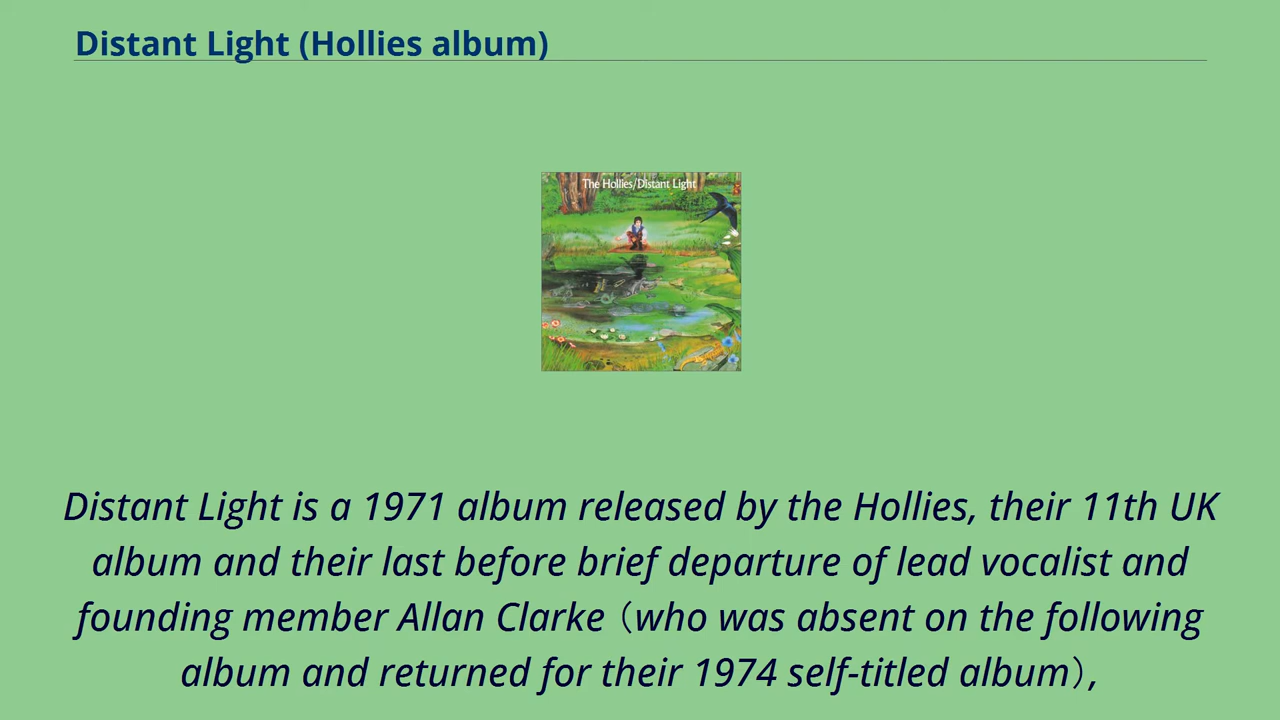 Distant Light (Hollies album)
The Hollies/Distant Light
Distant Light is a 1971 album released by the Hollies, their 11th UK
album and their last before brief departure of lead vocalist and
founding member Allan Clarke（who was absent on the following
album and returned for their 1974 self-titled album）,